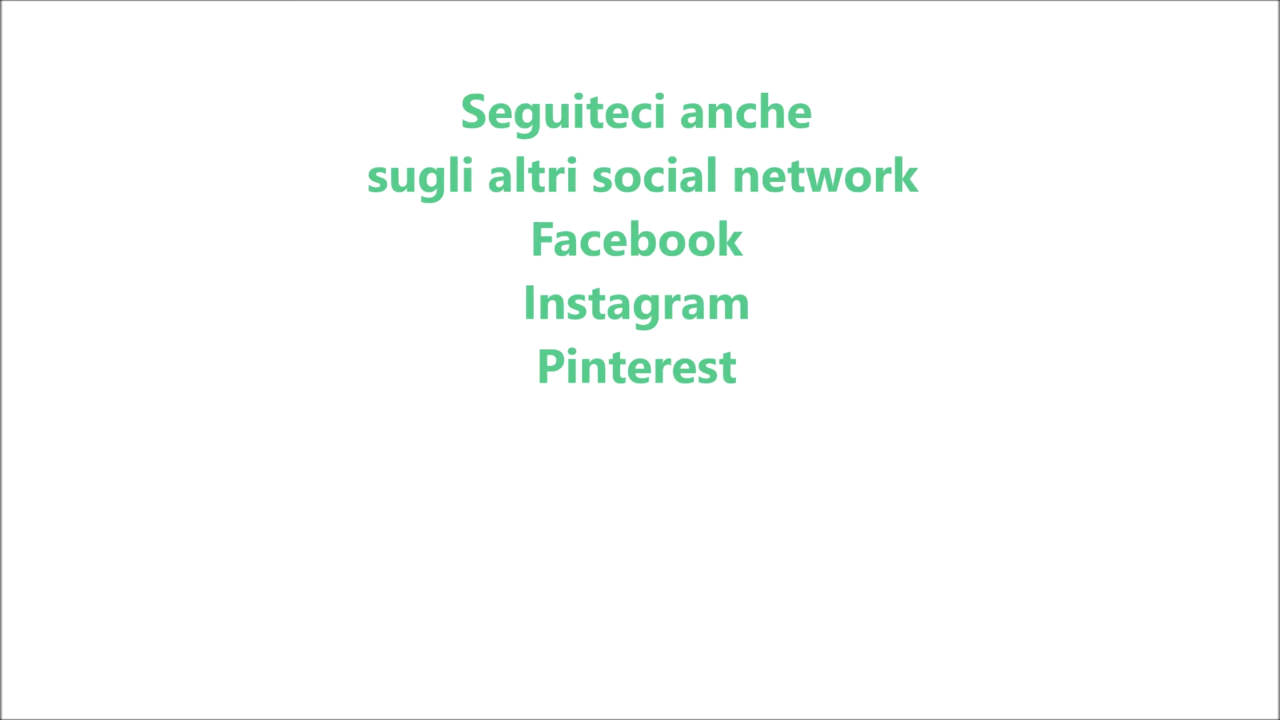 Seguiteci anche
sugli altri social network
Facebook
Instagram
Pinterest